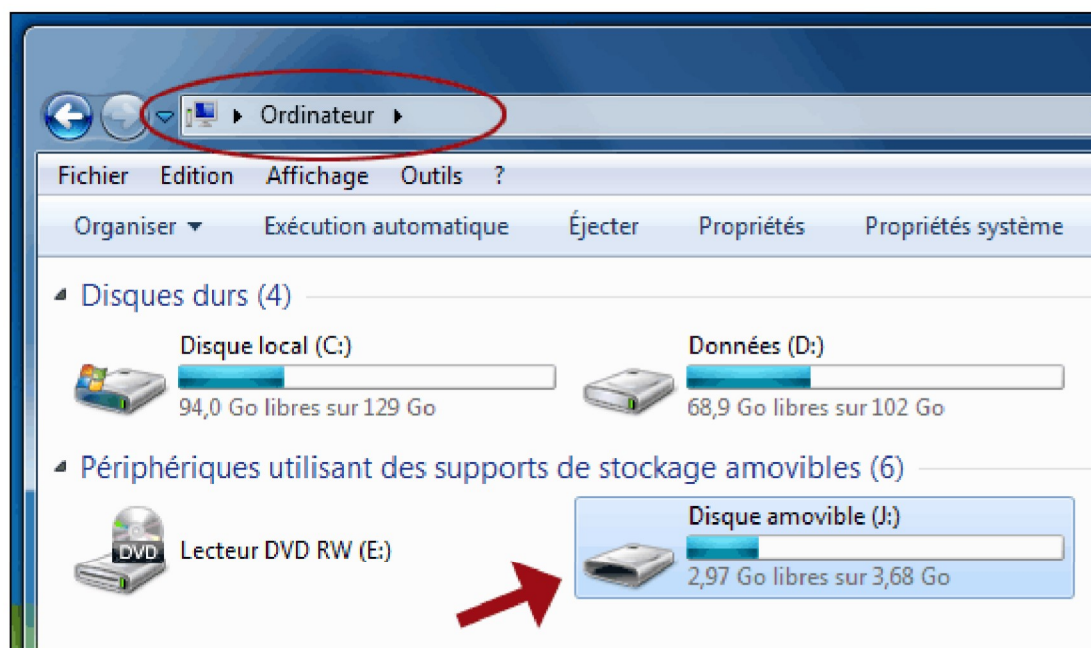 Ordinateur
Fichier Edition Affichage Outils ?
Organiser Exécution automatique Éjecter Propriétés Propriétés système
Disques durs (4)
Disque local (C:) Données (D:)
94,0 Go libres sur 129 Go 68,9 Go libres sur 102 Go
Périphériques utilisant des supports de stockage amovibles (6)
Disque amovible (J:)
DVD Lecteur DVD RW (E:)
2,97 Go libres sur 3,68 Go